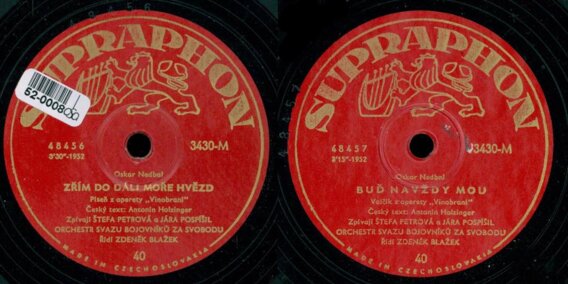 SUPRAPHON
52-0008
48456
3430-M
3'30"-1952
Oskar Nedbal
ZŘÍM DO DÁLI MOŘE HVĚZD
Píseň z operety „Vinobraní"
Český text: Antonín Holzinger
Zpívají ŠTEFA PETROVÁ a JÁRA POSPÍŠIL
ORCHESTR SVAZU BOJOVNÍKŮ ZA SVOBODU
Řídí ZDENĚK BLAŽEK
40
MADE IN CZECHOSLOVAKIA
SUPRAPHON
48457
3430-M
3'15"-1952
Oskar Nedbal
BUĎ NAVŽDY MOU
Valčík z operety „Vinobraní"
Český text: Antonín Holzinger
Zpívají ŠTEFA PETROVÁ a JÁRA POSPÍŠIL
ORCHESTR SVAZU BOJOVNÍKŮ ZA SVOBODU
Řídí ZDENĚK BLAŽEK
40
MADE IN CZECHOSLOVAKIA